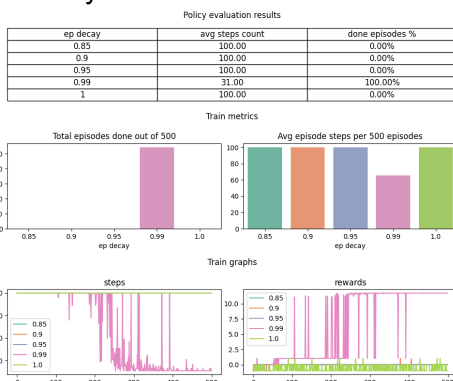 Policy evaluation results
ep decay avg steps count done episodes %
0.85 100.00 0.00%
0.9 100.00 0.00%
0.95 100.00 0.00%
0.99 31.00 100.00%
1 100.00 0.00%
Train metrics
Total episodes done out of 500 Avg episode steps per 500 episodes
100
80
60
40
20
0
0.85 0.9 0.95 0.99 1.0 0.85 0.9 0.95 0.99 1.0
ep decay ep decay
Train graphs
steps rewards
10.0
7.5
5.0
2.5
0.0
0.85
0.9
0.95
0.99
1.0
0.85
0.9
0.95
0.99
1.0